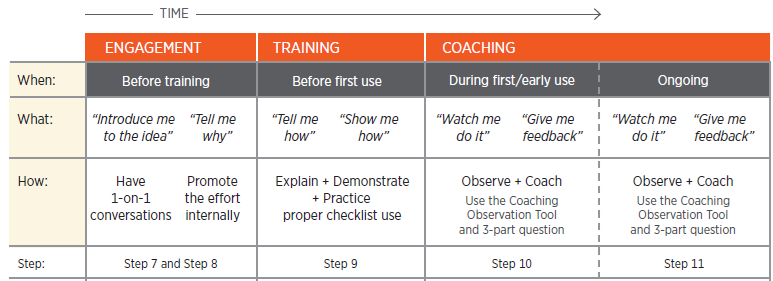 TIME
ENGAGEMENT TRAINING COACHING
When: Before training Before first use During first/early use Ongoing
What: “Introduce me “Tell me “Tell me “Show me “Watch me “Give me “Watch me “Give me
to the idea” why” how” how” do it” feedback” do it” feedback”
How: Have Promote Explain + Demonstrate Observe + Coach Observe + Coach
1-on-1 the effort + Practice Use the Coaching Use the Coaching
conversations internally proper checklist use Observation Tool Observation Tool
and 3-part question and 3-part question
Step: Step 7 and Step 8 Step 9 Step 10 Step 11